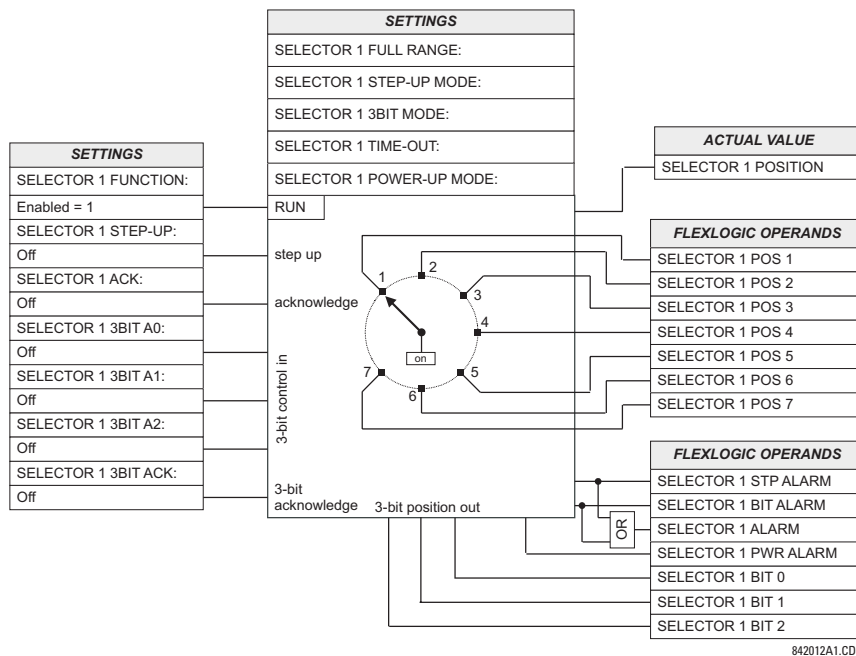 SETTINGS
SELECTOR 1 FULL RANGE:
SELECTOR 1 STEP-UP MODE:
SELECTOR 1 3BIT MODE:
SELECTOR 1 TIME-OUT:
SELECTOR 1 POWER-UP MODE:
SETTINGS
SELECTOR 1 FUNCTION:
Enabled = 1
SELECTOR 1 STEP-UP:
Off
SELECTOR 1 ACK:
Off
SELECTOR 1 3BIT A0:
Off
SELECTOR 1 3BIT A1:
Off
SELECTOR 1 3BIT A2:
Off
SELECTOR 1 3BIT ACK:
Off
RUN
step up
acknowledge
3-bit control in
3-bit
acknowledge
3-bit position out
1
2
3
4
5
6
7
on
ACTUAL VALUE
SELECTOR 1 POSITION
FLEXLOGIC OPERANDS
SELECTOR 1 POS 1
SELECTOR 1 POS 2
SELECTOR 1 POS 3
SELECTOR 1 POS 4
SELECTOR 1 POS 5
SELECTOR 1 POS 6
SELECTOR 1 POS 7
FLEXLOGIC OPERANDS
SELECTOR 1 STP ALARM
SELECTOR 1 BIT ALARM
SELECTOR 1 ALARM
SELECTOR 1 PWR ALARM
SELECTOR 1 BIT 0
SELECTOR 1 BIT 1
SELECTOR 1 BIT 2
OR
842012A1.CD